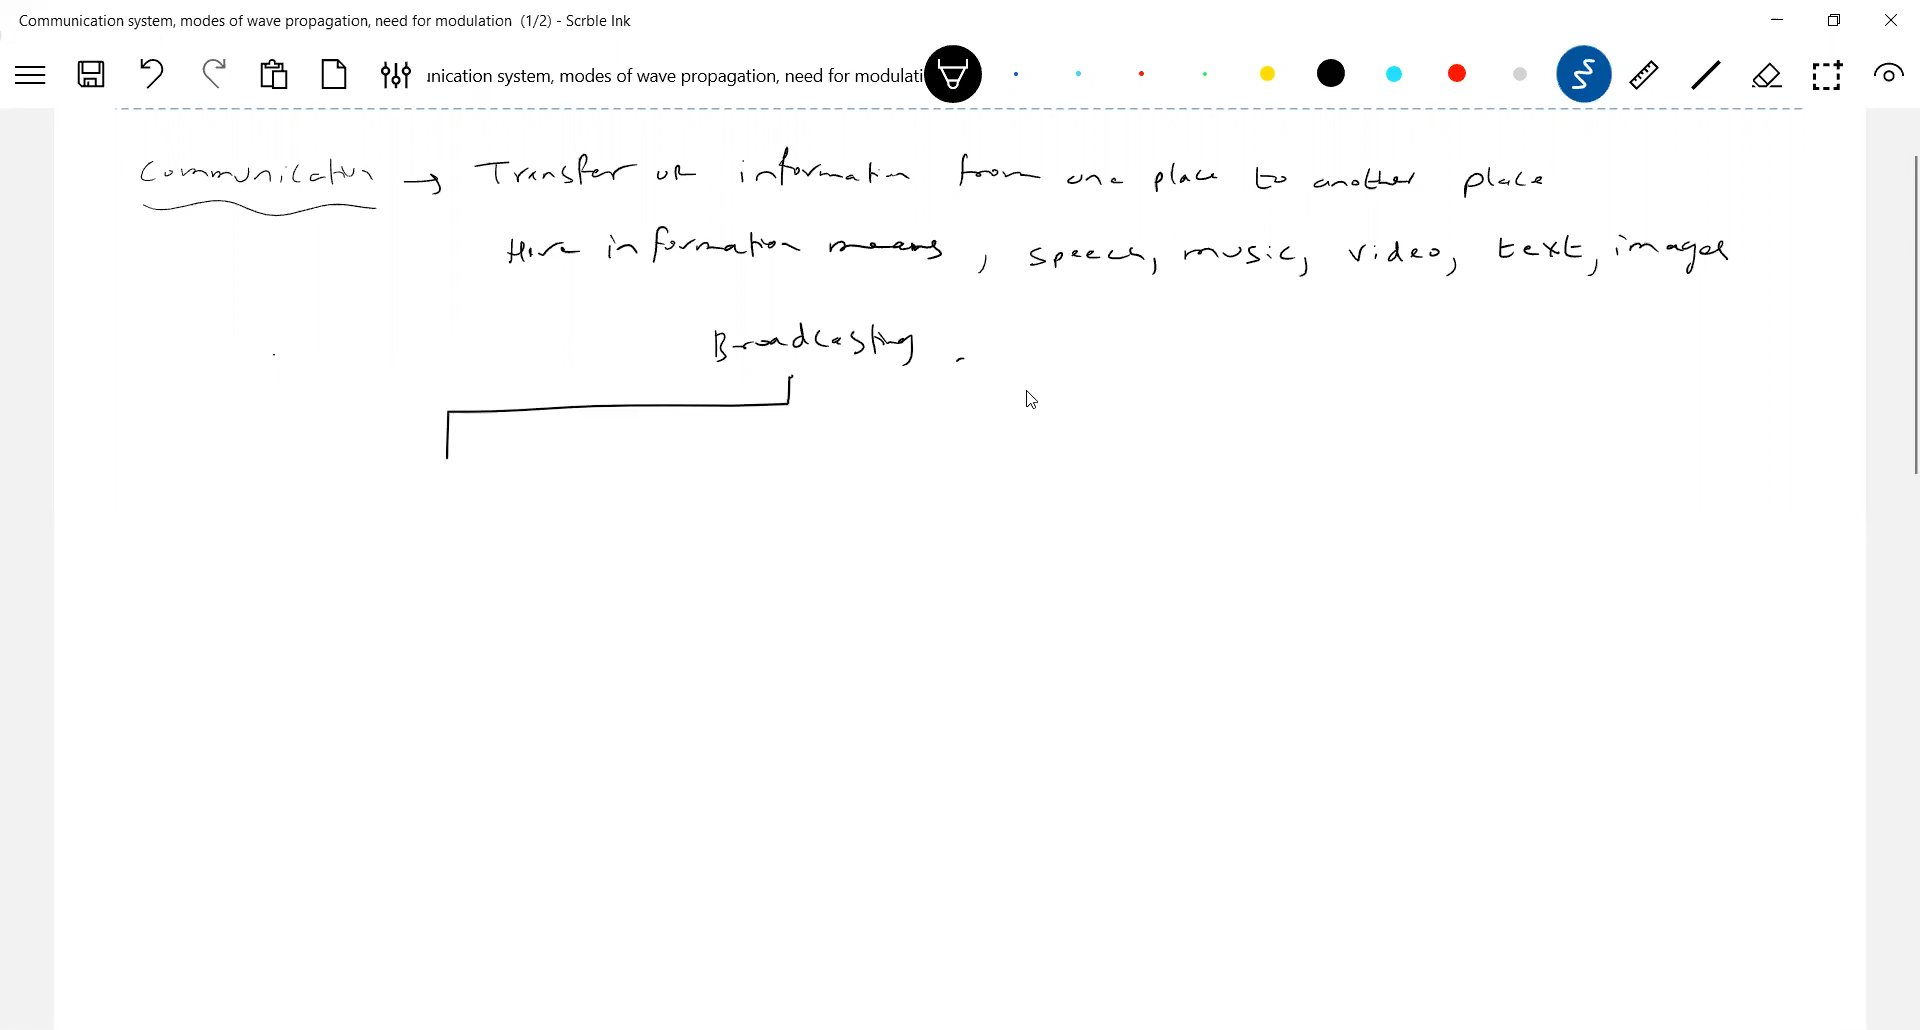 Communication system, modes of wave propagation, need for modulation (1/2) - Scrble Ink
unication system, modes of wave propagation, need for modulati
Communication → Transfer of information from one place to another place
Here information means, speech, music, video, text, images
Broadcasting